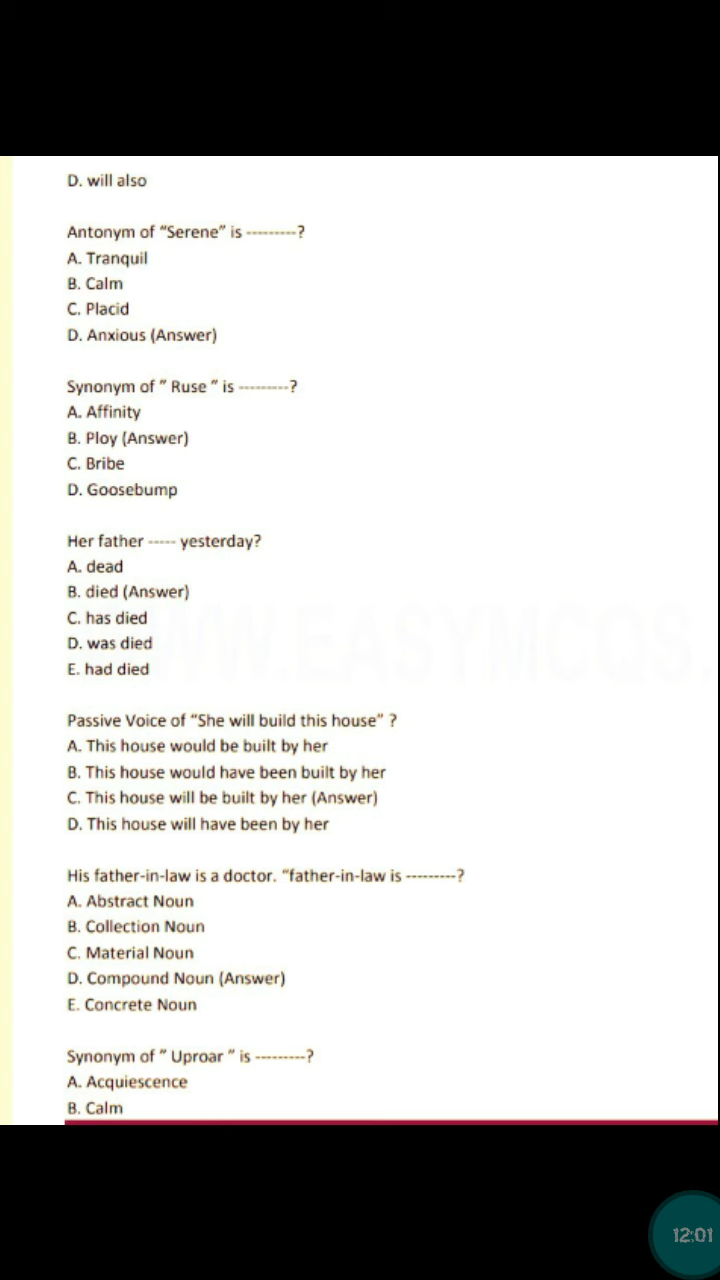 D. will also
Antonym of “Serene” is ---------?
A. Tranquil
B. Calm
C. Placid
D. Anxious (Answer)
Synonym of ” Ruse ” is ---------?
A. Affinity
B. Ploy (Answer)
C. Bribe
D. Goosebump
Her father ----- yesterday?
A. dead
B. died (Answer)
C. has died
D. was died
E. had died
WW.EASYMCQS.
Passive Voice of “She will build this house” ?
A. This house would be built by her
B. This house would have been built by her
C. This house will be built by her (Answer)
D. This house will have been by her
His father-in-law is a doctor. “father-in-law is ---------?
A. Abstract Noun
B. Collection Noun
C. Material Noun
D. Compound Noun (Answer)
E. Concrete Noun
Synonym of ” Uproar ” is ---------?
A. Acquiescence
B. Calm
12:01